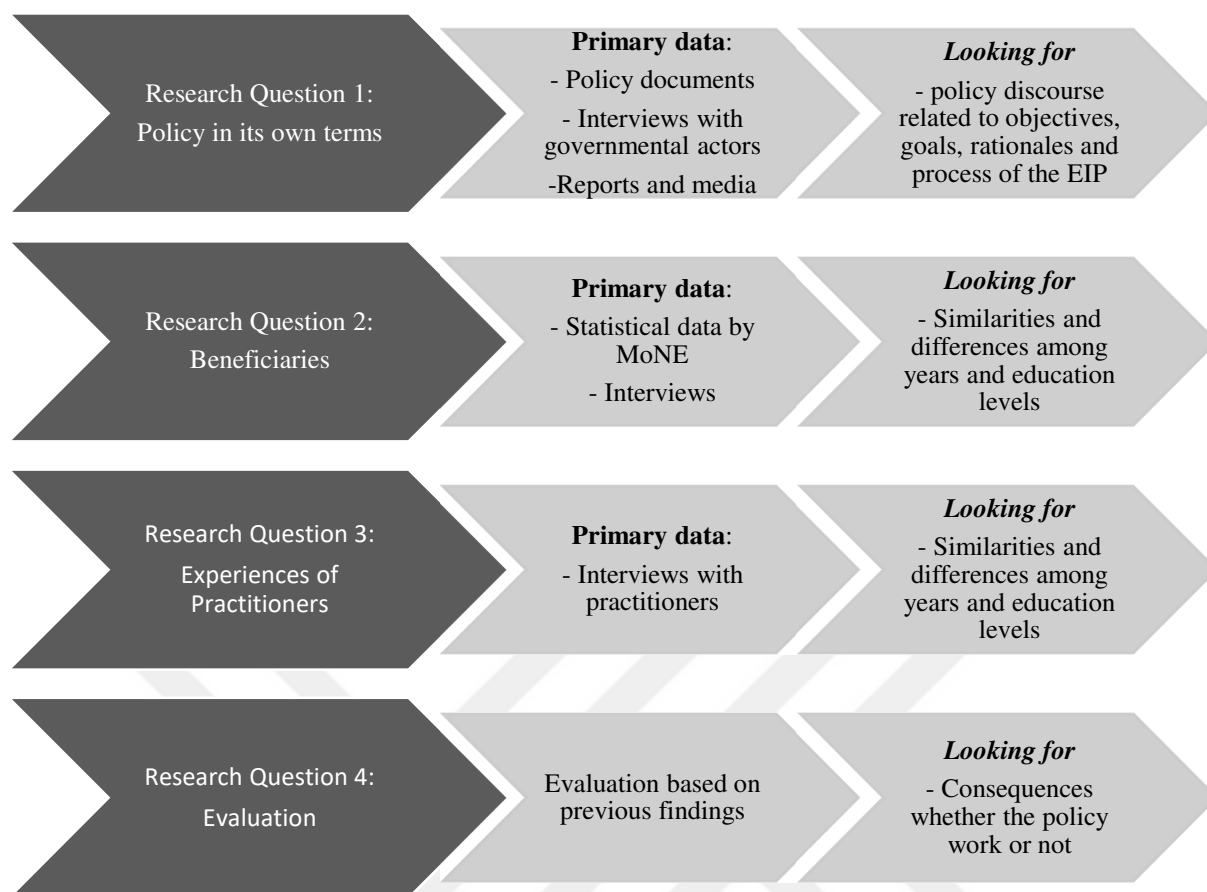 Research Question 1:
Policy in its own terms
Primary data:
- Policy documents
- Interviews with
governmental actors
-Reports and media
Looking for
- policy discourse
related to objectives,
goals, rationales and
process of the EIP
Research Question 2:
Beneficiaries
Primary data:
- Statistical data by
MoNE
- Interviews
Looking for
- Similarities and
differences among
years and education
levels
Research Question 3:
Experiences of
Practitioners
Primary data:
- Interviews with
practitioners
Looking for
- Similarities and
differences among
years and education
levels
Research Question 4:
Evaluation
Evaluation based on
previous findings
Looking for
- Consequences
whether the policy
work or not